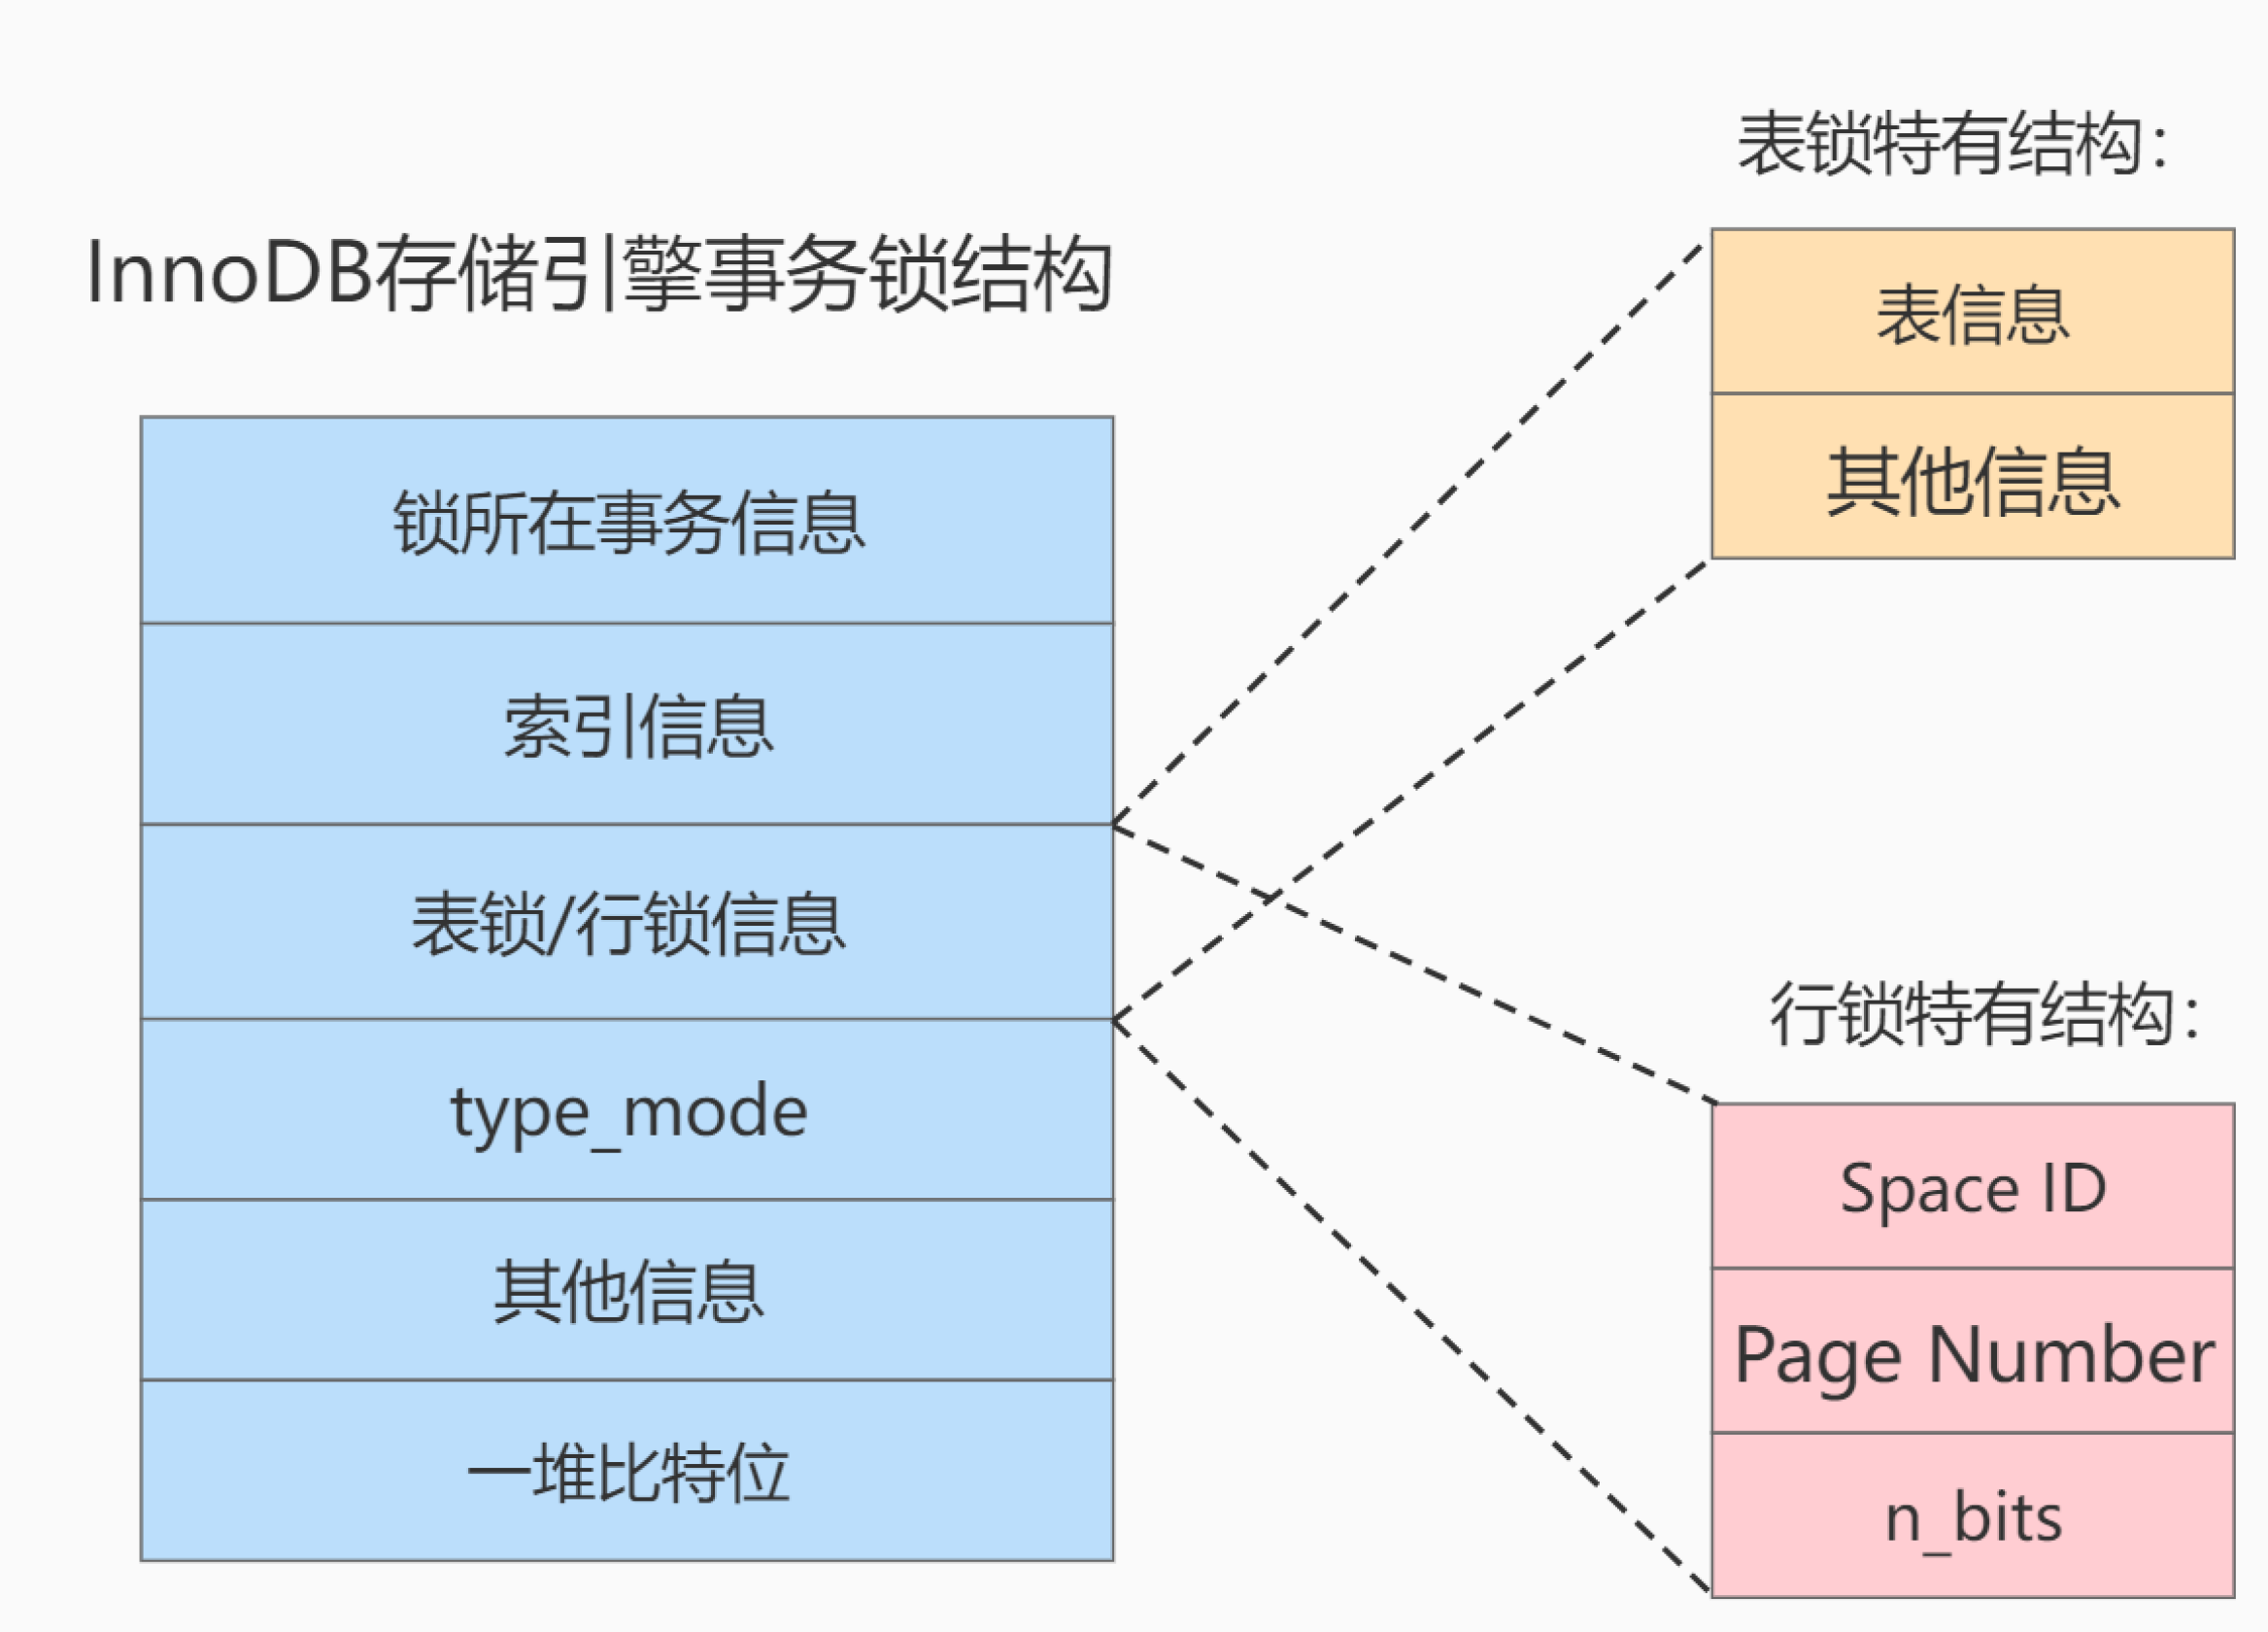 InnoDB存储引擎事务锁结构
锁所在事务信息
索引信息
表锁/行锁信息
type_mode
其他信息
一堆比特位
表锁特有结构：
表信息
其他信息
行锁特有结构：
Space ID
Page Number
n_bits